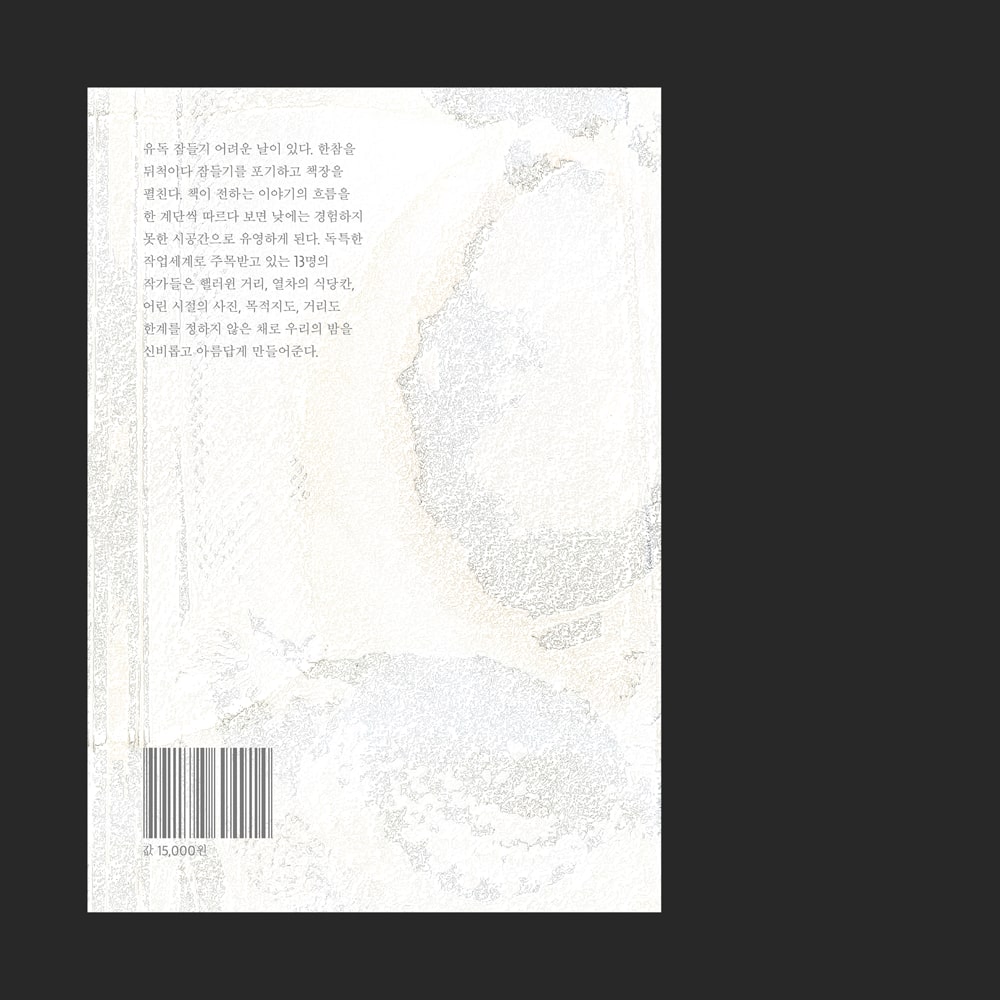 유독 잠들기 어려운 날이 있다. 한참을
뒤척이다 잠들기를 포기하고 책장을
펼친다. 책이 전하는 이야기의 흐름을
한 계단씩 따르다 보면 낮에는 경험하지
못한 시공간으로 유영하게 된다. 독특한
작업세계로 주목받고 있는 13명의
작가들은 핼러윈 거리, 열차의 식당칸,
어린 시절의 사진, 목적지도, 거리도
한계를 정하지 않은 채로 우리의 밤을
신비롭고 아름답게 만들어준다.
값 15,000원